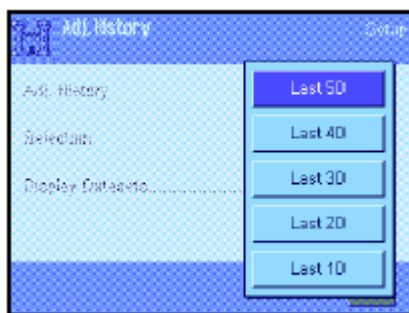 Adj. History
Setup
Adj. History
Selection
Display Datasets
Last 50
Last 40
Last 30
Last 20
Last 10